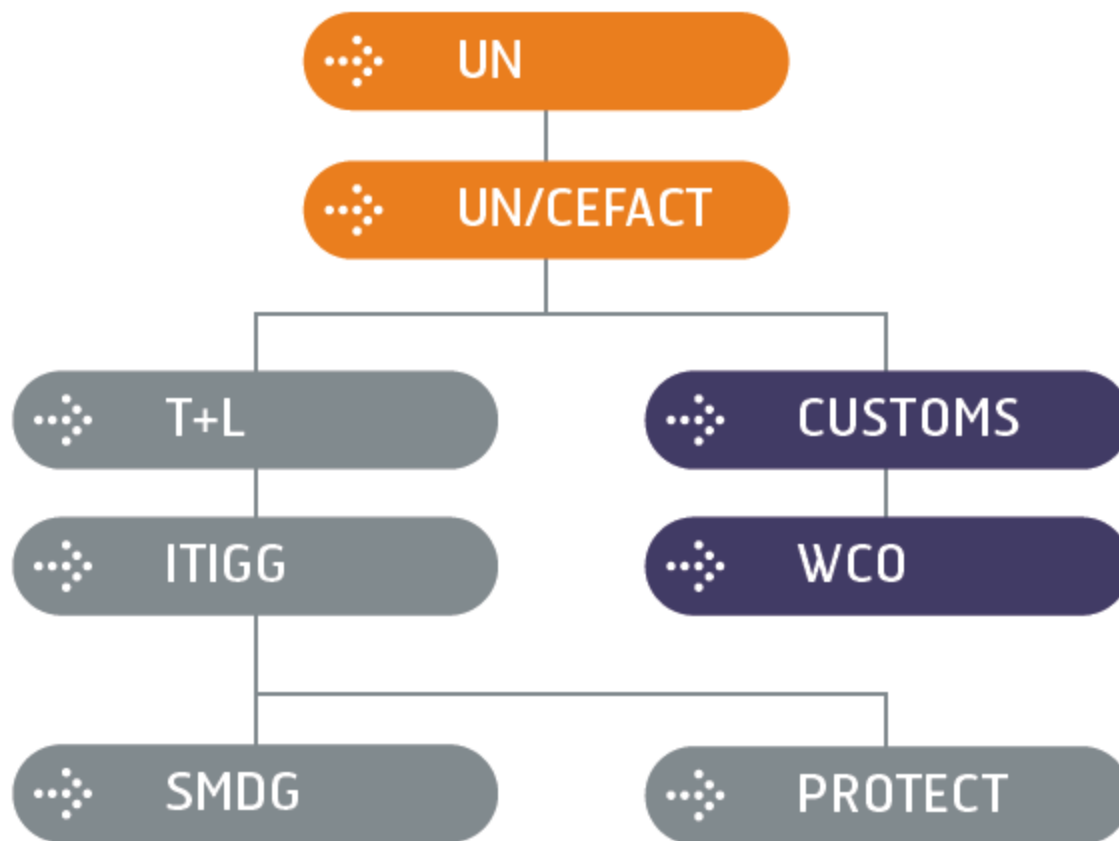 UN
UN/CEFACT
T+L
CUSTOMS
ITIGG
WCO
SMDG
PROTECT